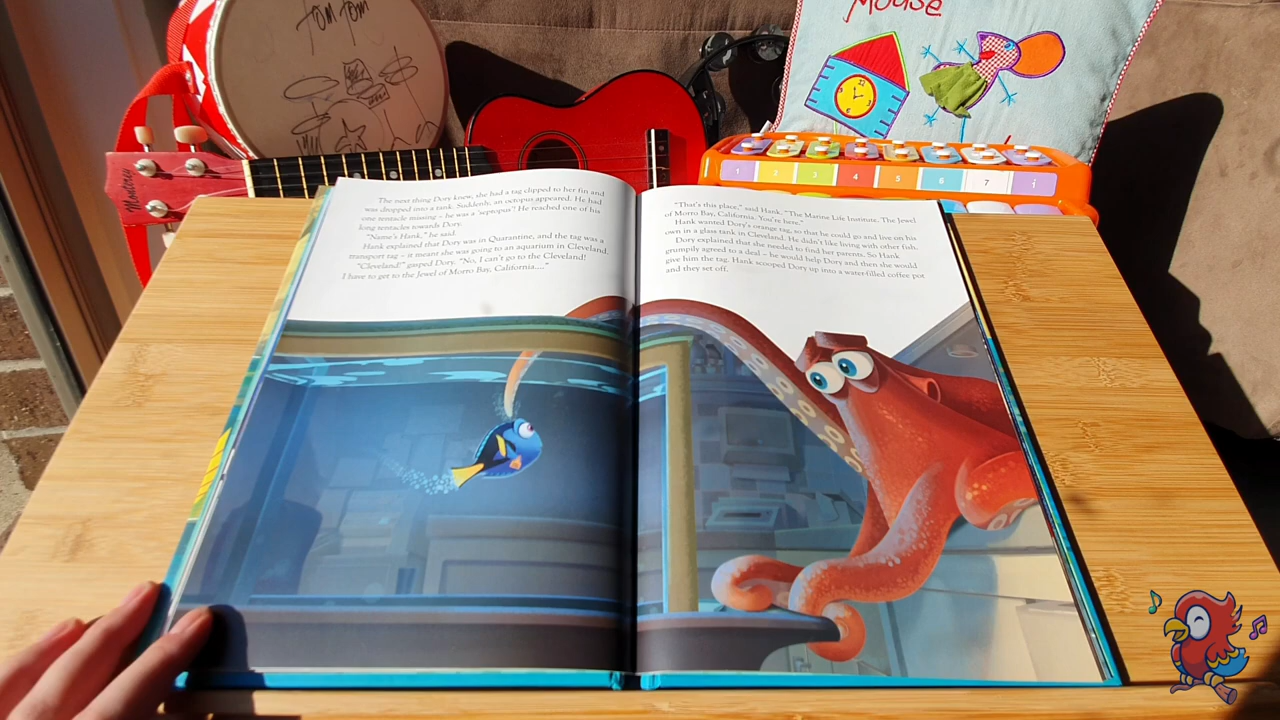 Tom Tom
Mouse
Montery
1 2 3 4 5 6 7 i
The next thing Dory knew, she had a tag clipped to her fin and
was dropped into a tank. Suddenly, an octopus appeared. He had
one tentacle missing – he was a 'septopus'! He reached one of his
long tentacles towards Dory.
"Name's Hank," he said.
Hank explained that Dory was in Quarantine, and the tag was a
transport tag – it meant she was going to an aquarium in Cleveland.
"Cleveland!" gasped Dory. "No, I can't go to the Cleveland!
I have to get to the Jewel of Morro Bay, California...."
"That's this place," said Hank. "The Marine Life Institute. The Jewel
of Morro Bay, California. You're here."
Hank wanted Dory's orange tag, so that he could go and live on his
own in a glass tank in Cleveland. He didn't like living with other fish.
Dory explained that she needed to find her parents. So Hank
grumpily agreed to a deal – he would help Dory and then she would
give him the tag. Hank scooped Dory up into a water-filled coffee pot
and they set off.